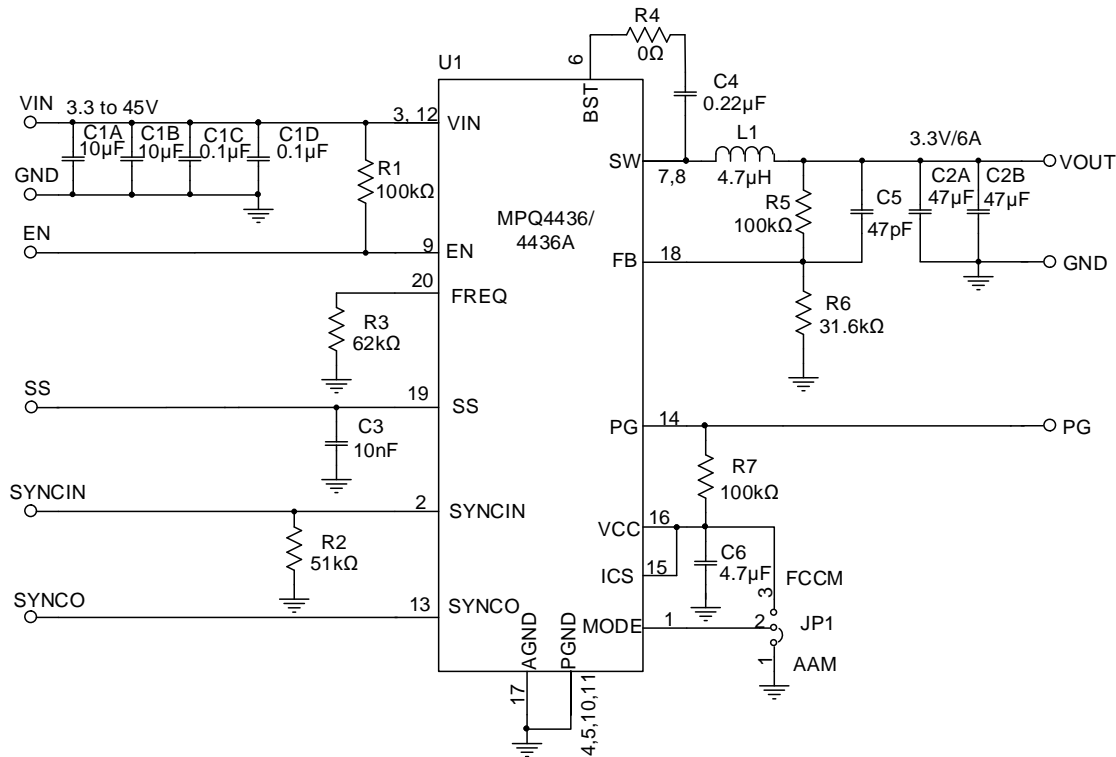 R4
0Ω
6
U1
BST
C4
0.22µF
VIN
3.3 to 45V
3, 12
VIN
C1A
10µF
C1B
10µF
C1C
0.1µF
C1D
0.1µF
GND
R1
100kΩ
EN
9
EN
SW
7,8
L1
4.7µH
3.3V/6A
VOUT
MPQ4436/
4436A
R5
100kΩ
C5
47pF
C2A
47µF
C2B
47µF
FB
18
GND
20
FREQ
R3
62kΩ
R6
31.6kΩ
SS
19
SS
C3
10nF
PG
14
PG
R7
100kΩ
SYNCIN
2
SYNCIN
R2
51kΩ
VCC
16
ICS
15
C6
4.7µF
FCCM
3
SYNCO
13
SYNCO
MODE
1
2
JP1
1
AAM
AGND
PGND
17
4,5,10,11